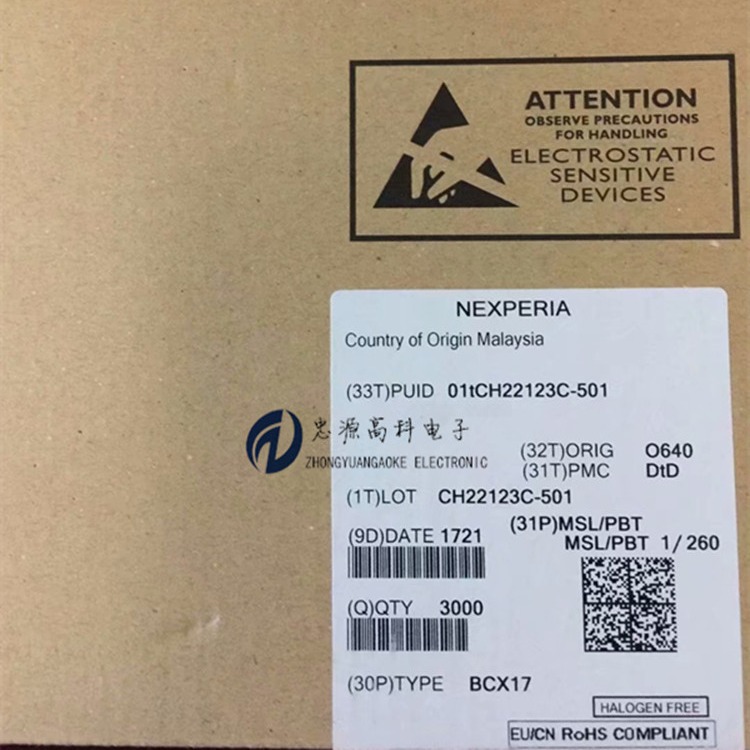 ATTENTION
OBSERVE PRECAUTIONS
FOR HANDLING
ELECTROSTATIC
SENSITIVE
DEVICES
NEXPERIA
Country of Origin Malaysia
(33T)PUID 01tCH22123C-501
忠源高科电子
ZHONGYUANGAOKE ELECTRONIC
(32T)ORIG O640
(31T)PMC DtD
(1T)LOT CH22123C-501
(9D)DATE 1721
(31P)MSL/PBT
MSL/PBT 1/260
(Q)QTY 3000
(30P)TYPE BCX17
HALOGEN FREE
EU/CN RoHS COMPLIANT